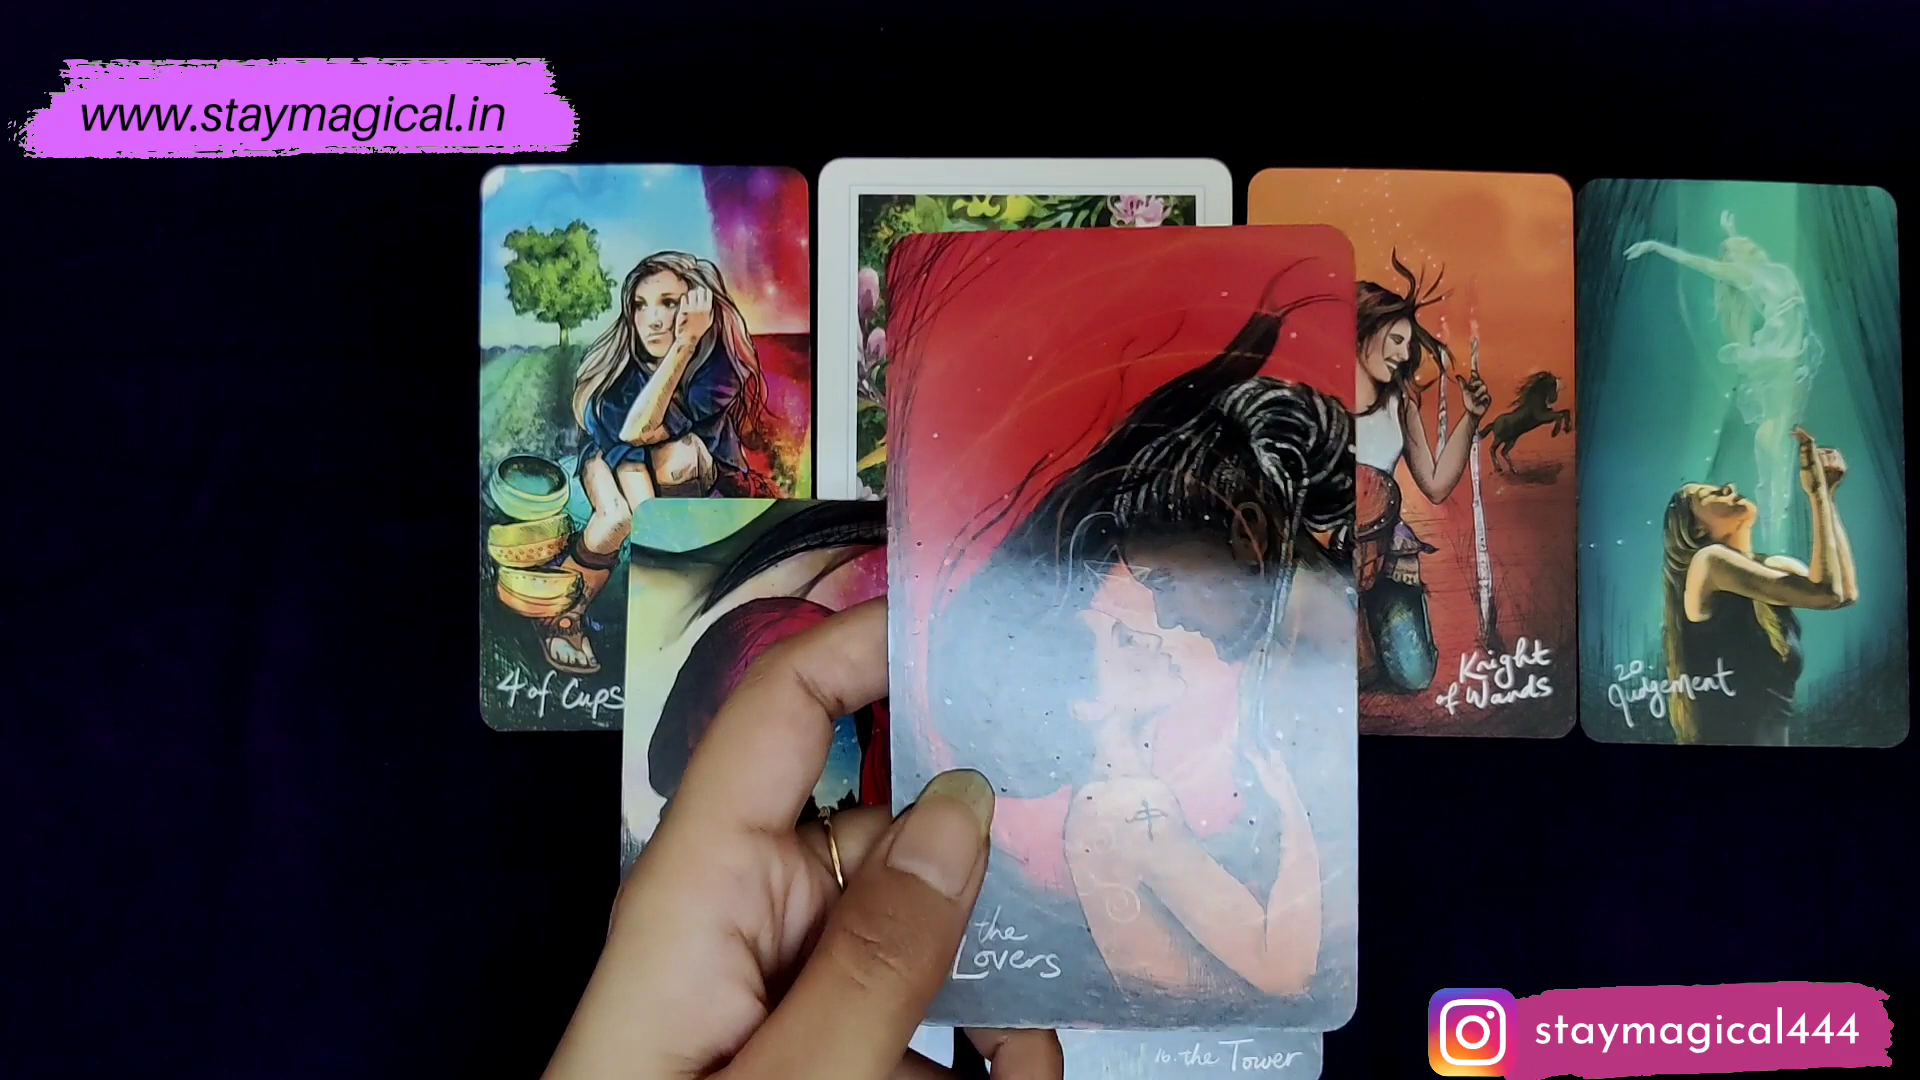 www.staymagical.in
4 of Cups
Knight
of Wands
20.
Judgement
the
Lovers
16. the Tower
staymagical444